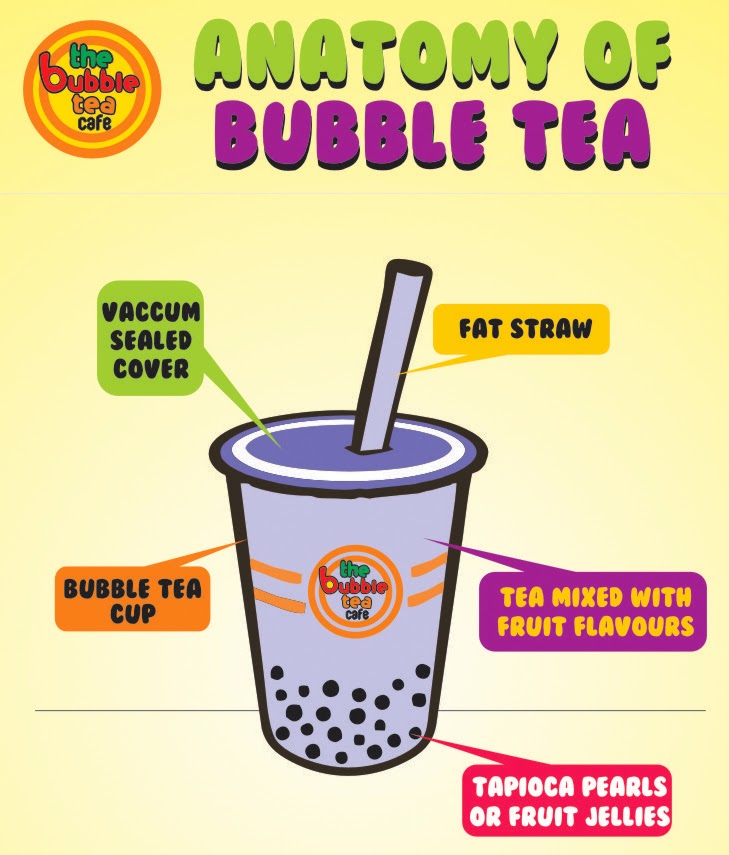 the
bubble
tea
cafe
ANATOMY OF
BUBBLE TEA
VACCUM
SEALED
COVER
FAT STRAW
BUBBLE TEA
CUP
the
bubble
tea
cafe
TEA MIXED WITH
FRUIT FLAVOURS
TAPIOCA PEARLS
OR FRUIT JELLIES